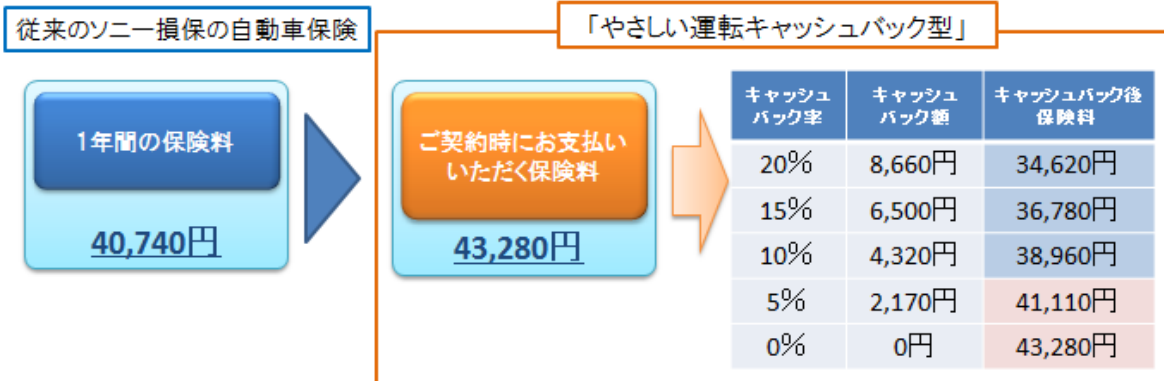 従来のソニー損保の自動車保険
「やさしい運転キャッシュバック型」
1年間の保険料
40,740円
ご契約時にお支払い
いただく保険料
43,280円
キャッシュ
バック率
キャッシュ
バック額
キャッシュバック後
保険料
20% 8,660円 34,620円
15% 6,500円 36,780円
10% 4,320円 38,960円
5% 2,170円 41,110円
0% 0円 43,280円